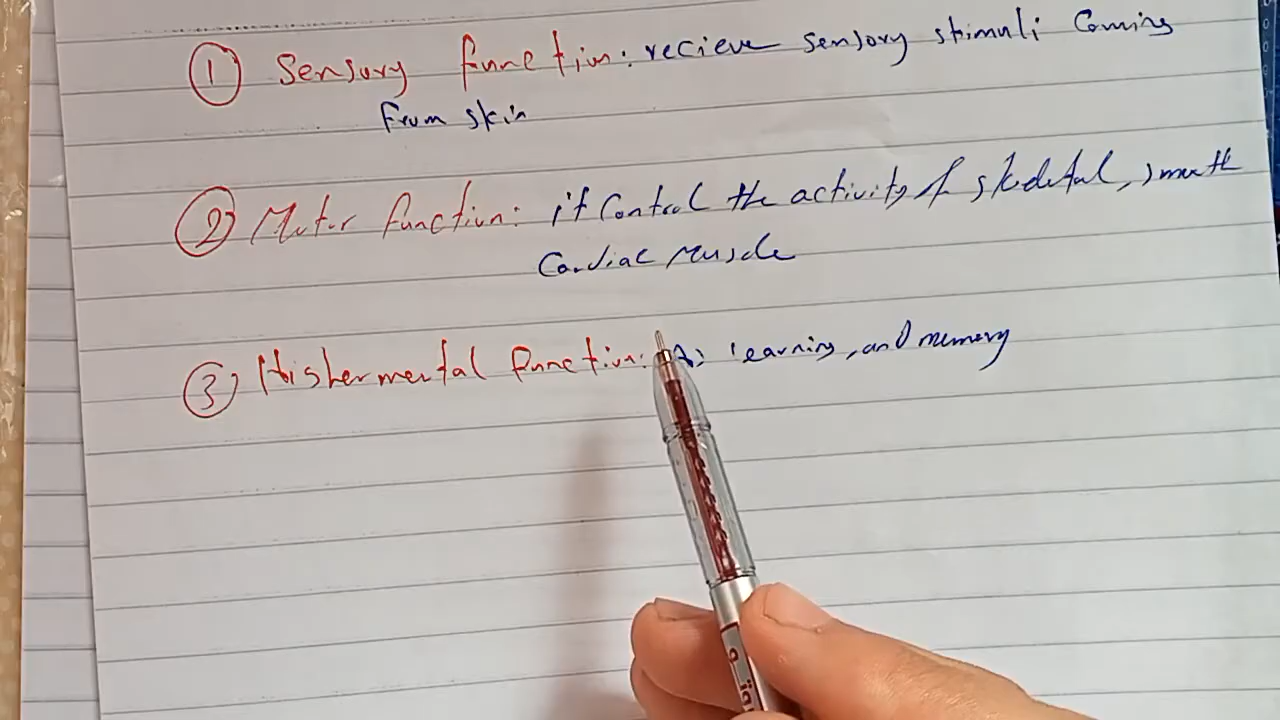 ① Sensory function: recieve sensory stimuli Coming
From skin
② Motor function: it Control the activity of skeletal, smooth
Cardiac Muscle
③ Higher mental function: As learning, and memory